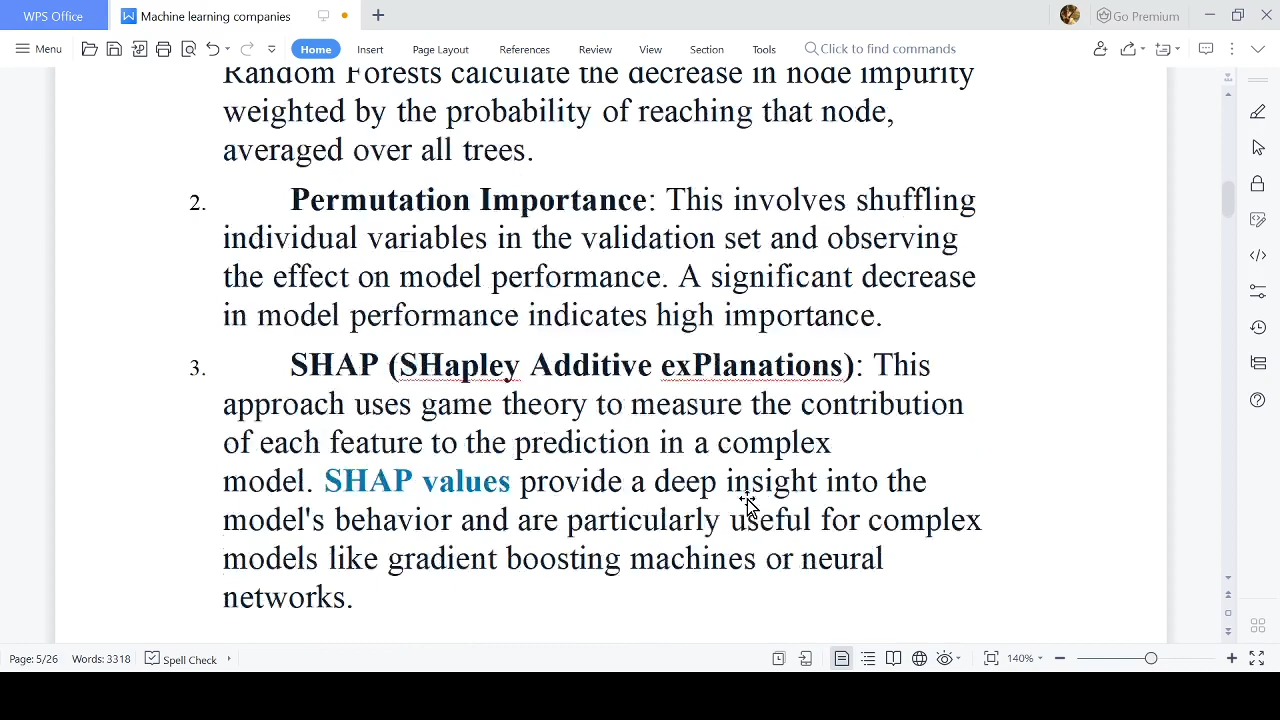 WPS Office
Machine learning companies
Go Premium
Menu
Home
Insert
Page Layout
References
Review
View
Section
Tools
Click to find commands
Random Forests calculate the decrease in node impurity
weighted by the probability of reaching that node,
averaged over all trees.
2. Permutation Importance: This involves shuffling
individual variables in the validation set and observing
the effect on model performance. A significant decrease
in model performance indicates high importance.
3. SHAP (SHapley Additive exPlanations): This
approach uses game theory to measure the contribution
of each feature to the prediction in a complex
model. SHAP values provide a deep insight into the
model's behavior and are particularly useful for complex
models like gradient boosting machines or neural
networks.
Page: 5/26
Words: 3318
Spell Check
140%